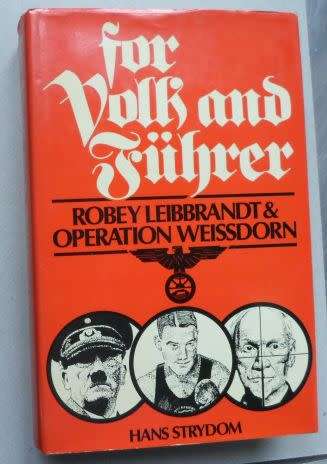 for
Volk and
Führer
ROBEY LEIBBRANDT &
OPERATION WEISSDORN
HANS STRYDOM